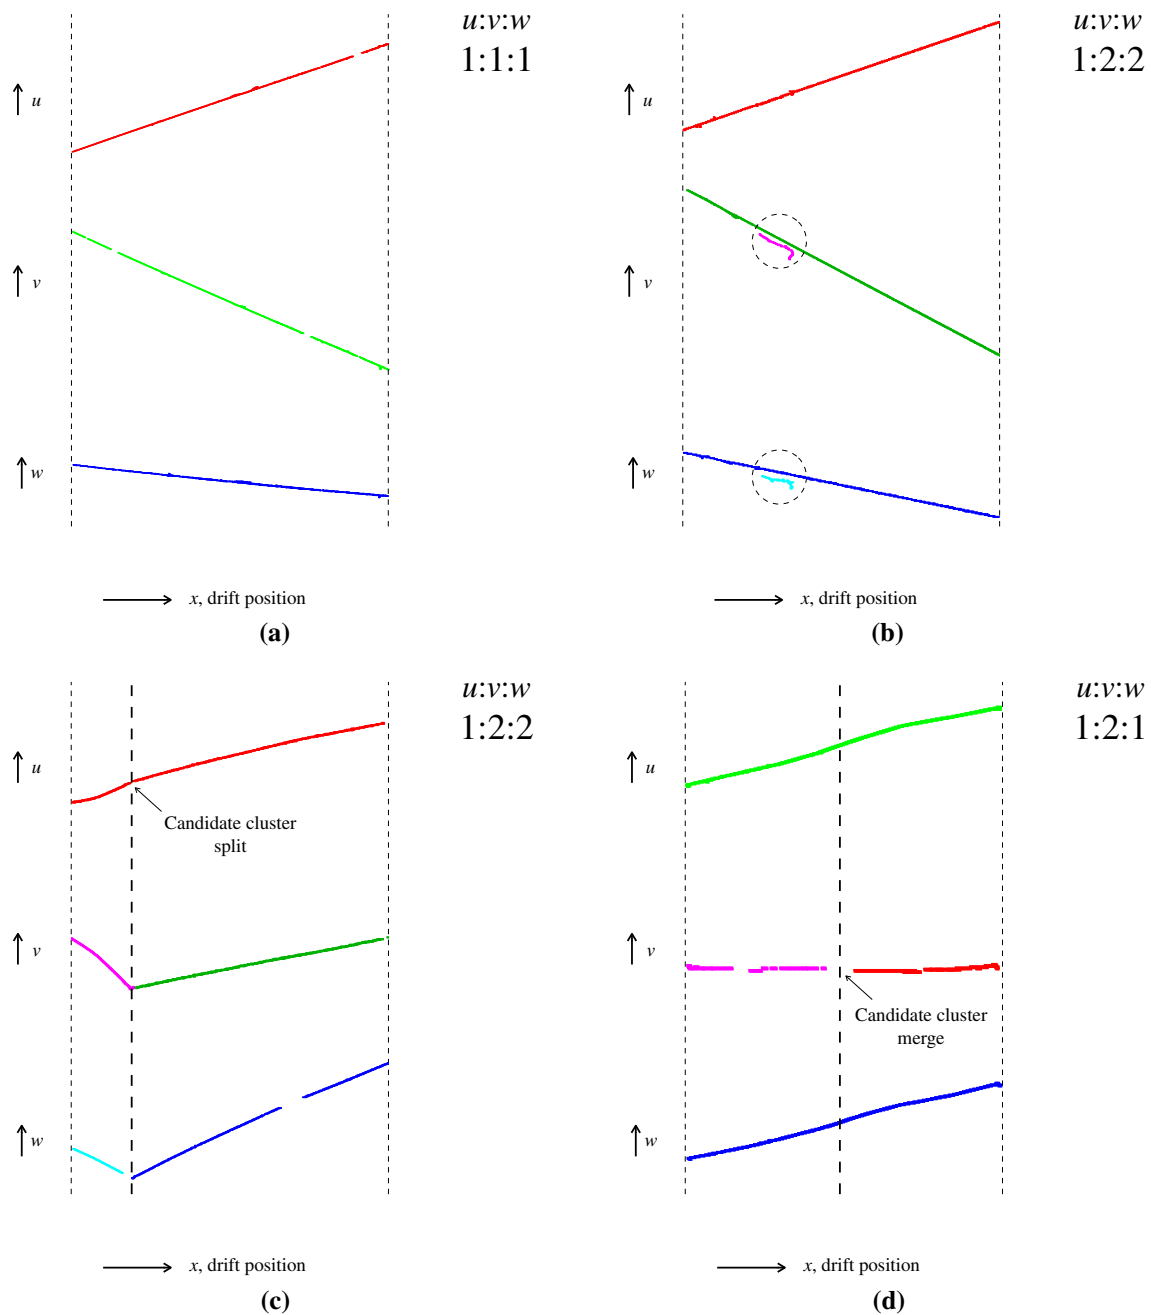 u:v:w
1:1:1
u
v
w
x, drift position
(a)
u:v:w
1:2:2
u
v
w
x, drift position
(b)
u:v:w
1:2:2
u
Candidate cluster
split
v
w
x, drift position
(c)
u:v:w
1:2:1
u
v
Candidate cluster
merge
w
x, drift position
(d)